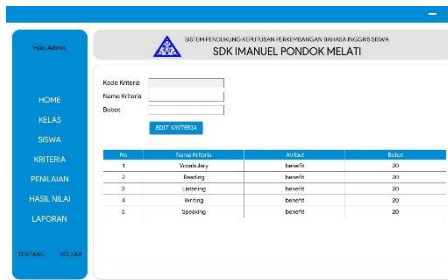 Halo Admin
SISTEM PENDUKUNG KEPUTUSAN PERKEMBANGAN BAHASA INGGRIS SISWA
SDK IMANUEL PONDOK MELATI
HOME
KELAS
SISWA
KRITERIA
PENILAIAN
HASIL NILAI
LAPORAN
TENTANG KELUAR
Kode Kriteria
Nama Kriteria
Bobot
EDIT KRITERIA
No Nama Kriteria Atribut Bobot
1 Vocabulary benefit 20
2 Reading benefit 20
3 Listening benefit 20
4 Writing benefit 20
5 Speaking benefit 20